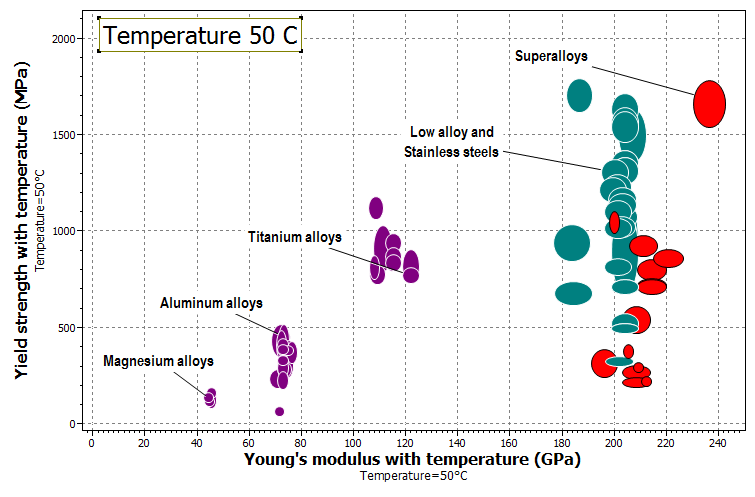 Temperature 50 C
Superalloys
Low alloy and
Stainless steels
Titanium alloys
Aluminum alloys
Magnesium alloys
Yield strength with temperature (MPa)
Temperature=50°C
2000
1500
1000
500
0
0 20 40 60 80 100 120 140 160 180 200 220 240
Young's modulus with temperature (GPa)
Temperature=50°C